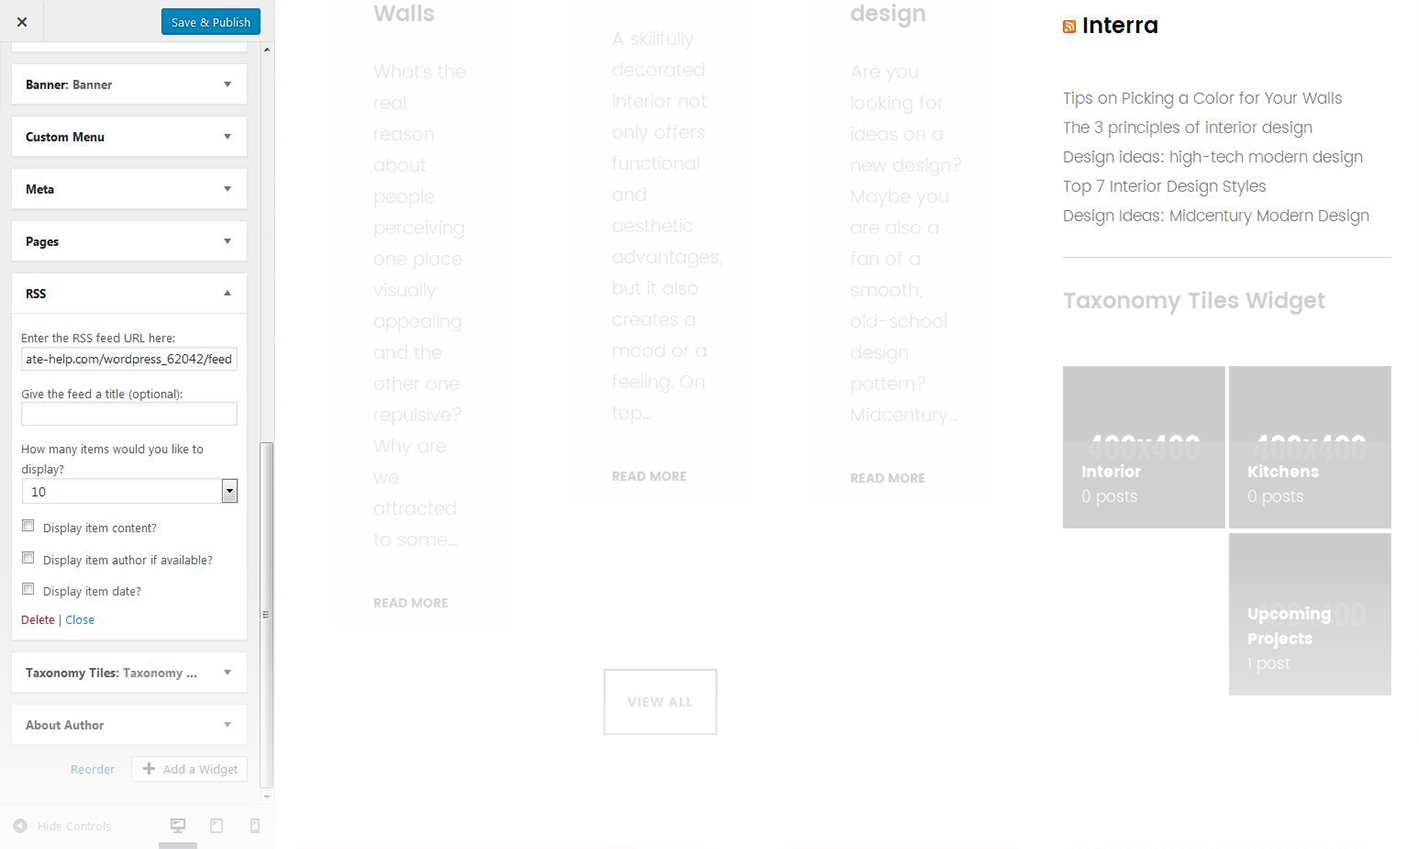 Save & Publish
Banner: Banner
Custom Menu
Meta
Pages
RSS
Enter the RSS feed URL here:
ate-help.com/wordpress_62042/feed
Give the feed a title (optional):
How many items would you like to
display?
10
Display item content?
Display item author if available?
Display item date?
Delete | Close
Taxonomy Tiles: Taxonomy ...
About Author
Reorder
Add a Widget
Hide Controls
Walls
What's the
real
reason
about
people
perceiving
one place
visually
appealing
and the
other one
repulsive?
Why are
we
attracted
to some...
READ MORE
A skillfully
decorated
interior not
only offers
functional
and
aesthetic
advantages,
but it also
creates a
mood or a
feeling. On
top...
READ MORE
design
Are you
looking for
ideas on a
new design?
Maybe you
are also a
fan of a
smooth,
old-school
design
pattern?
Midcentury...
READ MORE
VIEW ALL
Interra
Tips on Picking a Color for Your Walls
The 3 principles of interior design
Design ideas: high-tech modern design
Top 7 Interior Design Styles
Design Ideas: Midcentury Modern Design
Taxonomy Tiles Widget
400x400
Interior
0 posts
400x400
Kitchens
0 posts
400x400
Upcoming
Projects
1 post